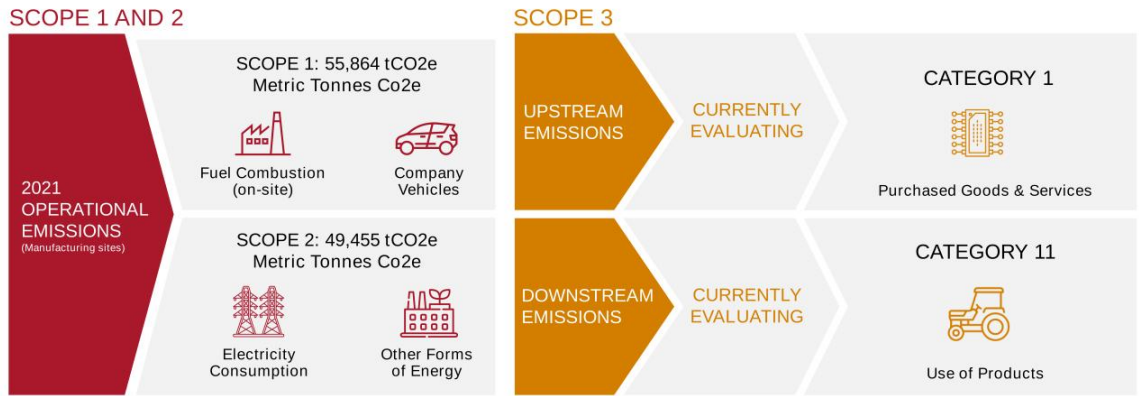 SCOPE 1 AND 2
2021
OPERATIONAL
EMISSIONS
(Manufacturing sites)
SCOPE 1: 55,864 tCO2e
Metric Tonnes Co2e
Fuel Combustion
(on-site)
Company
Vehicles
SCOPE 2: 49,455 tCO2e
Metric Tonnes Co2e
Electricity
Consumption
Other Forms
of Energy
SCOPE 3
UPSTREAM
EMISSIONS
CURRENTLY
EVALUATING
CATEGORY 1
Purchased Goods & Services
DOWNSTREAM
EMISSIONS
CURRENTLY
EVALUATING
CATEGORY 11
Use of Products